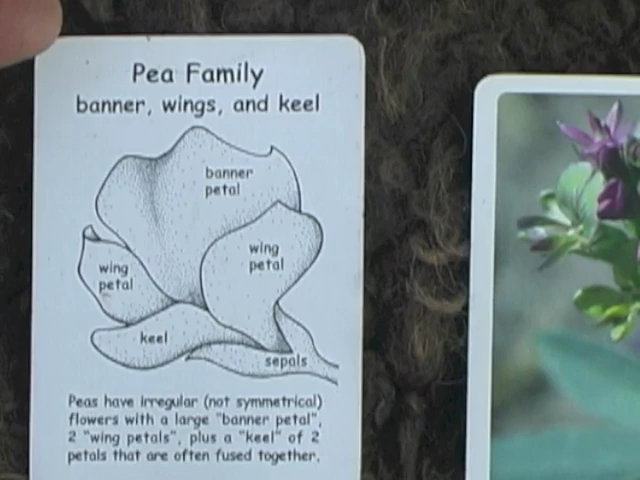 Pea Family
banner, wings, and keel
banner
petal
wing
petal
wing
petal
keel
sepals
Peas have irregular (not symmetrical)
flowers with a large "banner petal",
2 "wing petals", plus a "keel" of 2
petals that are often fused together.